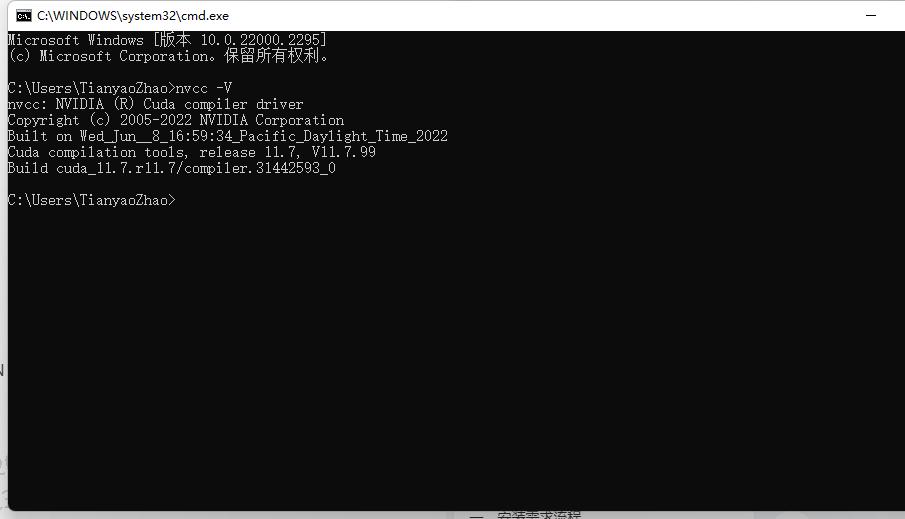 C:\WINDOWS\system32\cmd.exe
Microsoft Windows [版本 10.0.22000.2295]
(c) Microsoft Corporation。保留所有权利。
C:\Users\TianyaoZhao>nvcc -V
nvcc: NVIDIA (R) Cuda compiler driver
Copyright (c) 2005-2022 NVIDIA Corporation
Built on Wed_Jun__8_16:59:34_Pacific_Daylight_Time_2022
Cuda compilation tools, release 11.7, V11.7.99
Build cuda_11.7.r11.7/compiler.31442593_0
C:\Users\TianyaoZhao>